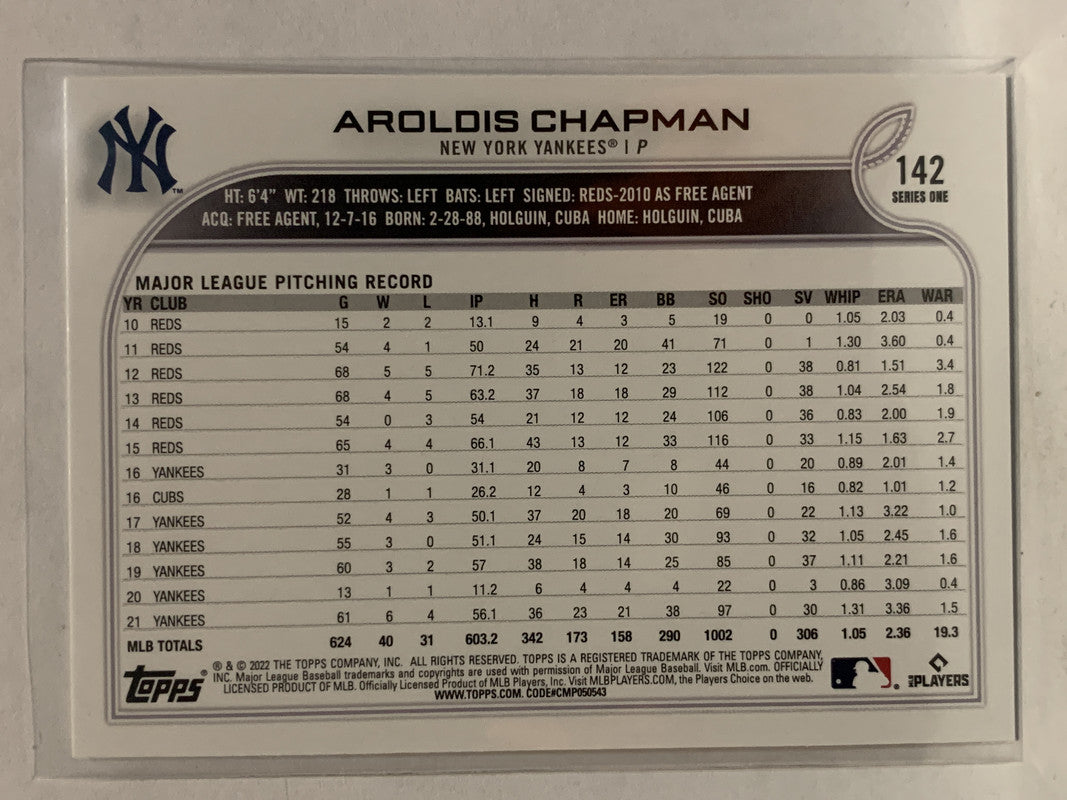 NY ™
AROLDIS CHAPMAN
NEW YORK YANKEES® | P
142
SERIES ONE
HT: 6'4" WT: 218 THROWS: LEFT BATS: LEFT SIGNED: REDS-2010 AS FREE AGENT
ACQ: FREE AGENT, 12-7-16 BORN: 2-28-88, HOLGUIN, CUBA HOME: HOLGUIN, CUBA
MAJOR LEAGUE PITCHING RECORD
YR CLUB G W L IP H R ER BB SO SHO SV WHIP ERA WAR
10 REDS 15 2 2 13.1 9 4 3 5 19 0 0 1.05 2.03 0.4
11 REDS 54 4 1 50 24 21 20 41 71 0 1 1.30 3.60 0.4
12 REDS 68 5 5 71.2 35 13 12 23 122 0 38 0.81 1.51 3.4
13 REDS 68 4 5 63.2 37 18 18 29 112 0 38 1.04 2.54 1.8
14 REDS 54 0 3 54 21 12 12 24 106 0 36 0.83 2.00 1.9
15 REDS 65 4 4 66.1 43 13 12 33 116 0 33 1.15 1.63 2.7
16 YANKEES 31 3 0 31.1 20 8 7 8 44 0 20 0.89 2.01 1.4
16 CUBS 28 1 1 26.2 12 4 3 10 46 0 16 0.82 1.01 1.2
17 YANKEES 52 4 3 50.1 37 20 18 20 69 0 22 1.13 3.22 1.0
18 YANKEES 55 3 0 51.1 24 15 14 30 93 0 32 1.05 2.45 1.6
19 YANKEES 60 3 2 57 38 18 14 25 85 0 37 1.11 2.21 1.6
20 YANKEES 13 1 1 11.2 6 4 4 4 22 0 3 0.86 3.09 0.4
21 YANKEES 61 6 4 56.1 36 23 21 38 97 0 30 1.31 3.36 1.5
MLB TOTALS 624 40 31 603.2 342 173 158 290 1002 0 306 1.05 2.36 19.3
topps®
® & © 2022 THE TOPPS COMPANY, INC. ALL RIGHTS RESERVED. TOPPS IS A REGISTERED TRADEMARK OF THE TOPPS COMPANY,
INC. Major League Baseball trademarks and copyrights are used with permission of Major League Baseball. Visit MLB.com. OFFICIALLY
LICENSED PRODUCT OF MLB. Officially Licensed Product of MLB Players, Inc. Visit MLBPLAYERS.COM, the Players Choice on the web.
WWW.TOPPS.COM. CODE#CMP050543
MLB PLAYERS